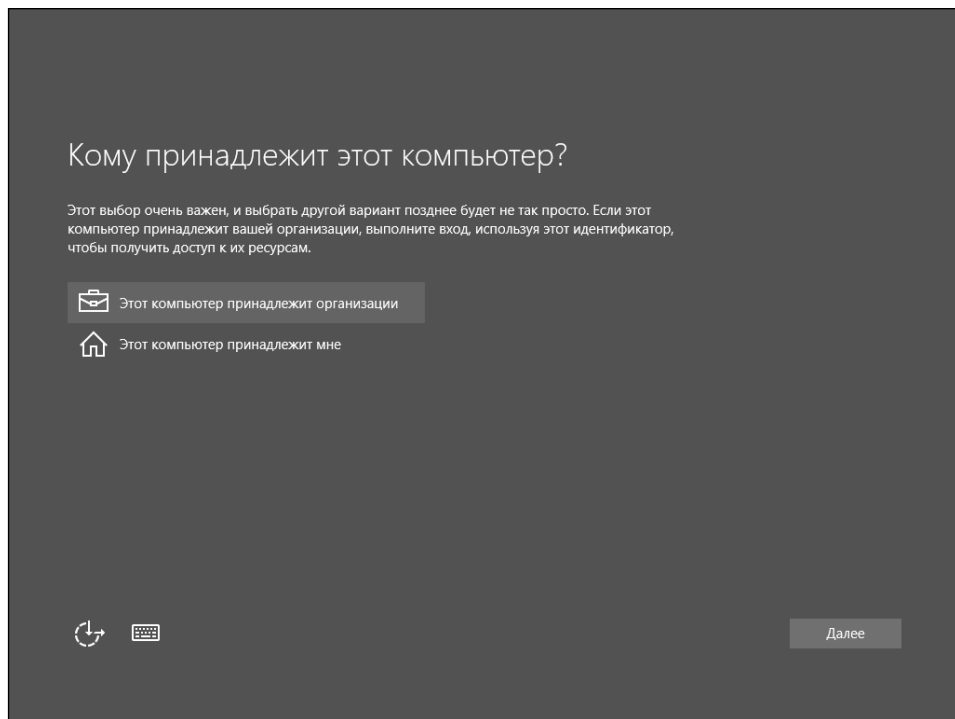 Кому принадлежит этот компьютер?
Этот выбор очень важен, и выбрать другой вариант позднее будет не так просто. Если этот
компьютер принадлежит вашей организации, выполните вход, используя этот идентификатор,
чтобы получить доступ к их ресурсам.
Этот компьютер принадлежит организации
Этот компьютер принадлежит мне
Далее